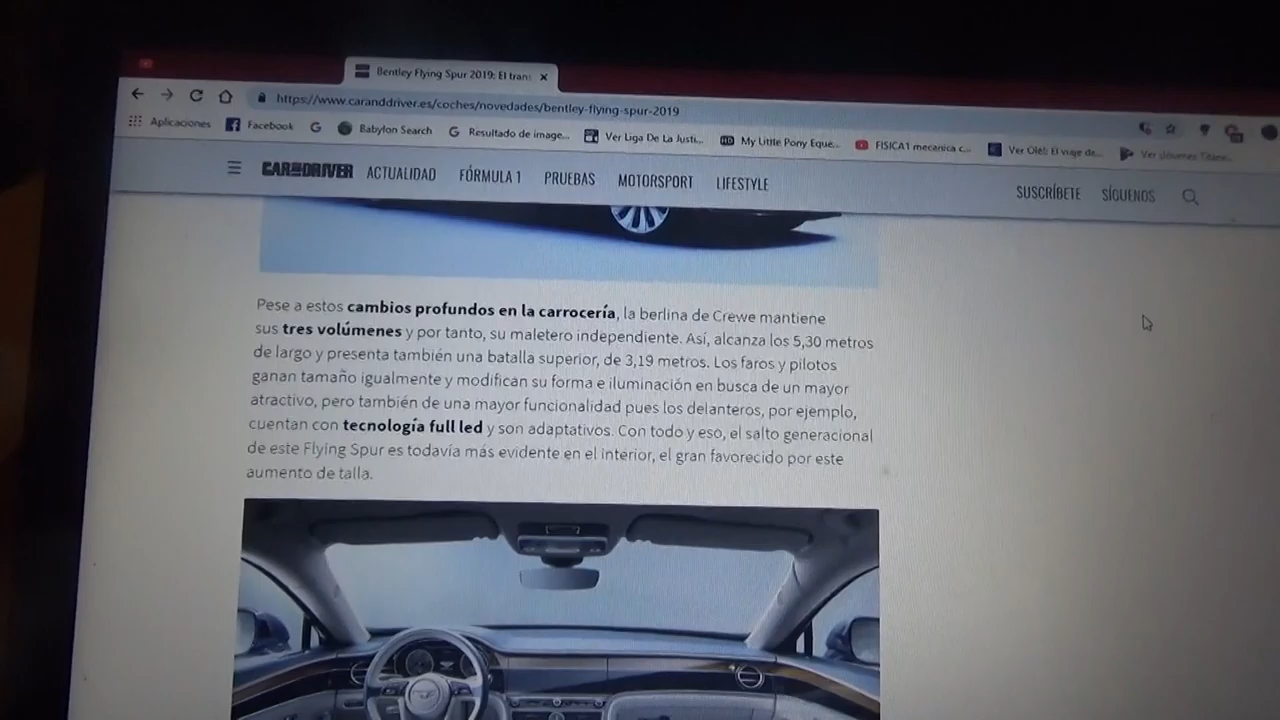 Bentley Flying Spur 2019: El tran
https://www.caranddriver.es/coches/novedades/bentley-flying-spur-2019
Aplicaciones Facebook Babylon Search Resultado de image... Ver Liga De La Justi... My Little Pony Eque... FISICA1 mecanica c... Ver Olé!: El viaje de... Ver Jóvenes Titane...
CAR AND DRIVER ACTUALIDAD FÓRMULA 1 PRUEBAS MOTORSPORT LIFESTYLE SUSCRÍBETE SÍGUENOS
Pese a estos cambios profundos en la carrocería, la berlina de Crewe mantiene
sus tres volúmenes y por tanto, su maletero independiente. Así, alcanza los 5,30 metros
de largo y presenta también una batalla superior, de 3,19 metros. Los faros y pilotos
ganan tamaño igualmente y modifican su forma e iluminación en busca de un mayor
atractivo, pero también de una mayor funcionalidad pues los delanteros, por ejemplo,
cuentan con tecnología full led y son adaptativos. Con todo y eso, el salto generacional
de este Flying Spur es todavía más evidente en el interior, el gran favorecido por este
aumento de talla.